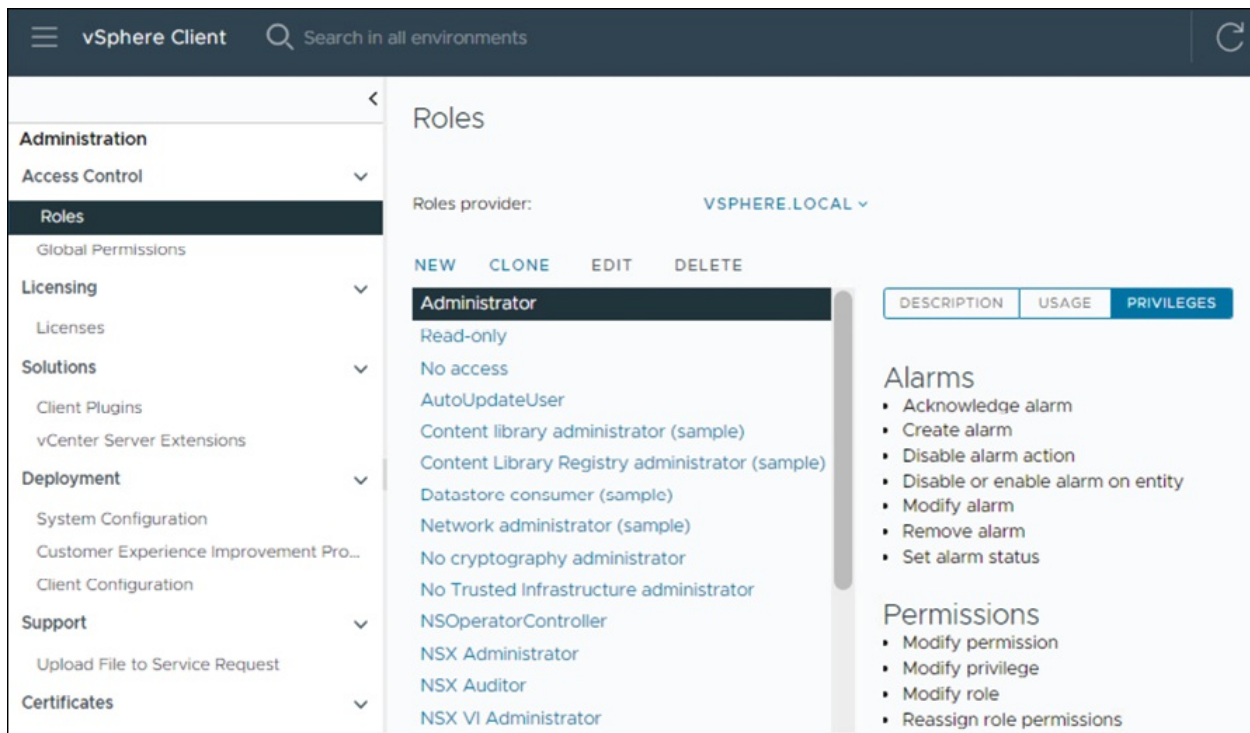 vSphere Client
Search in all environments
Administration
Access Control
Roles
Global Permissions
Licensing
Licenses
Solutions
Client Plugins
vCenter Server Extensions
Deployment
System Configuration
Customer Experience Improvement Pro...
Client Configuration
Support
Upload File to Service Request
Certificates
Roles
Roles provider: VSPHERE.LOCAL
NEW CLONE EDIT DELETE
Administrator
Read-only
No access
AutoUpdateUser
Content library administrator (sample)
Content Library Registry administrator (sample)
Datastore consumer (sample)
Network administrator (sample)
No cryptography administrator
No Trusted Infrastructure administrator
NSOperatorController
NSX Administrator
NSX Auditor
NSX VI Administrator
DESCRIPTION USAGE PRIVILEGES
Alarms
• Acknowledge alarm
• Create alarm
• Disable alarm action
• Disable or enable alarm on entity
• Modify alarm
• Remove alarm
• Set alarm status
Permissions
• Modify permission
• Modify privilege
• Modify role
• Reassign role permissions